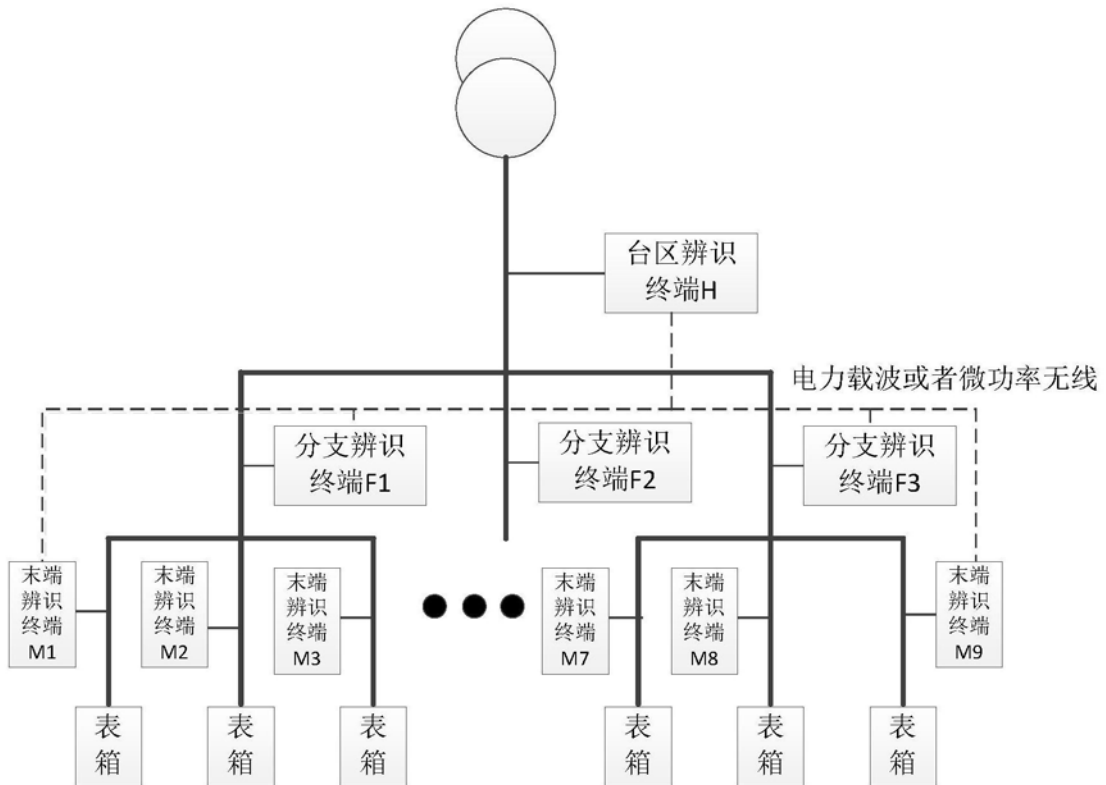 台区辨识
终端H
电力载波或者微功率无线
分支辨识
终端F1
分支辨识
终端F2
分支辨识
终端F3
末端
辨识
终端
M1
末端
辨识
终端
M2
末端
辨识
终端
M3
末端
辨识
终端
M7
末端
辨识
终端
M8
末端
辨识
终端
M9
表
箱
表
箱
表
箱
表
箱
表
箱
表
箱